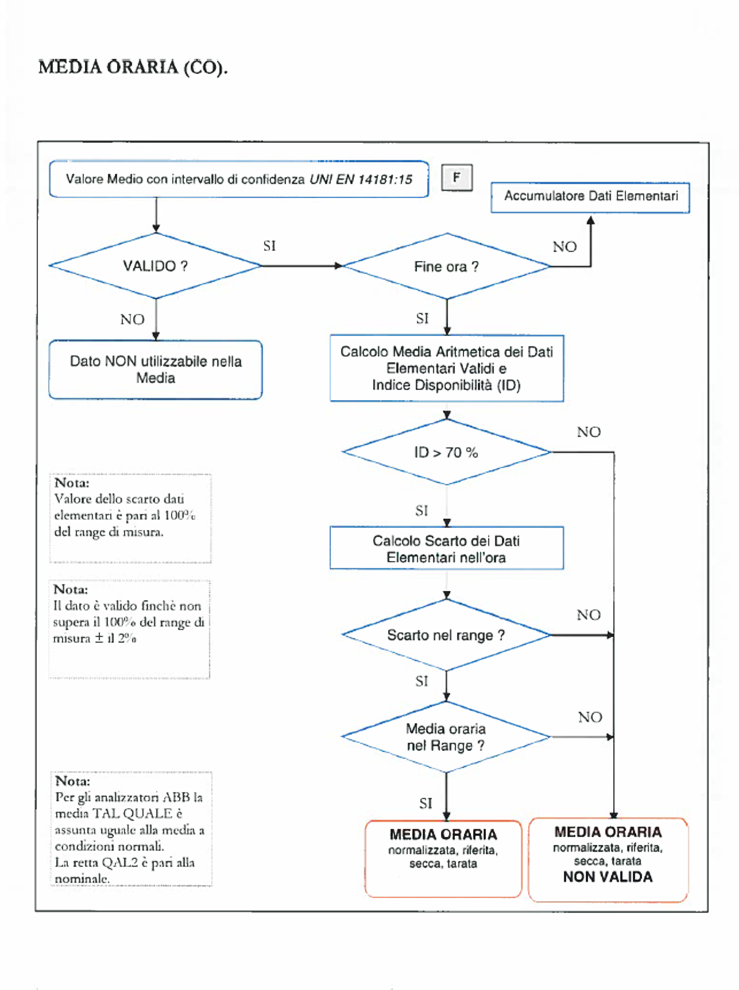 MEDIA ORARIA (CO).
Valore Medio con intervallo di confidenza UNI EN 14181:15
F
Accumulatore Dati Elementari
VALIDO ?
SI
Fine ora ?
NO
NO
SI
Dato NON utilizzabile nella
Media
Calcolo Media Aritmetica dei Dati
Elementari Validi e
Indice Disponibilità (ID)
ID > 70 %
NO
Nota:
Valore dello scarto dati
elementari è pari al 100%
del range di misura.
SI
Calcolo Scarto dei Dati
Elementari nell'ora
Nota:
Il dato è valido finchè non
supera il 100% del range di
misura ± il 2%
Scarto nel range ?
NO
SI
Media oraria
nel Range ?
NO
Nota:
Per gli analizzatori ABB la
media TAL QUALE è
assunta uguale alla media a
condizioni normali.
La retta QAL2 è pari alla
nominale.
SI
MEDIA ORARIA
normalizzata, riferita,
secca, tarata
MEDIA ORARIA
normalizzata, riferita,
secca, tarata
NON VALIDA